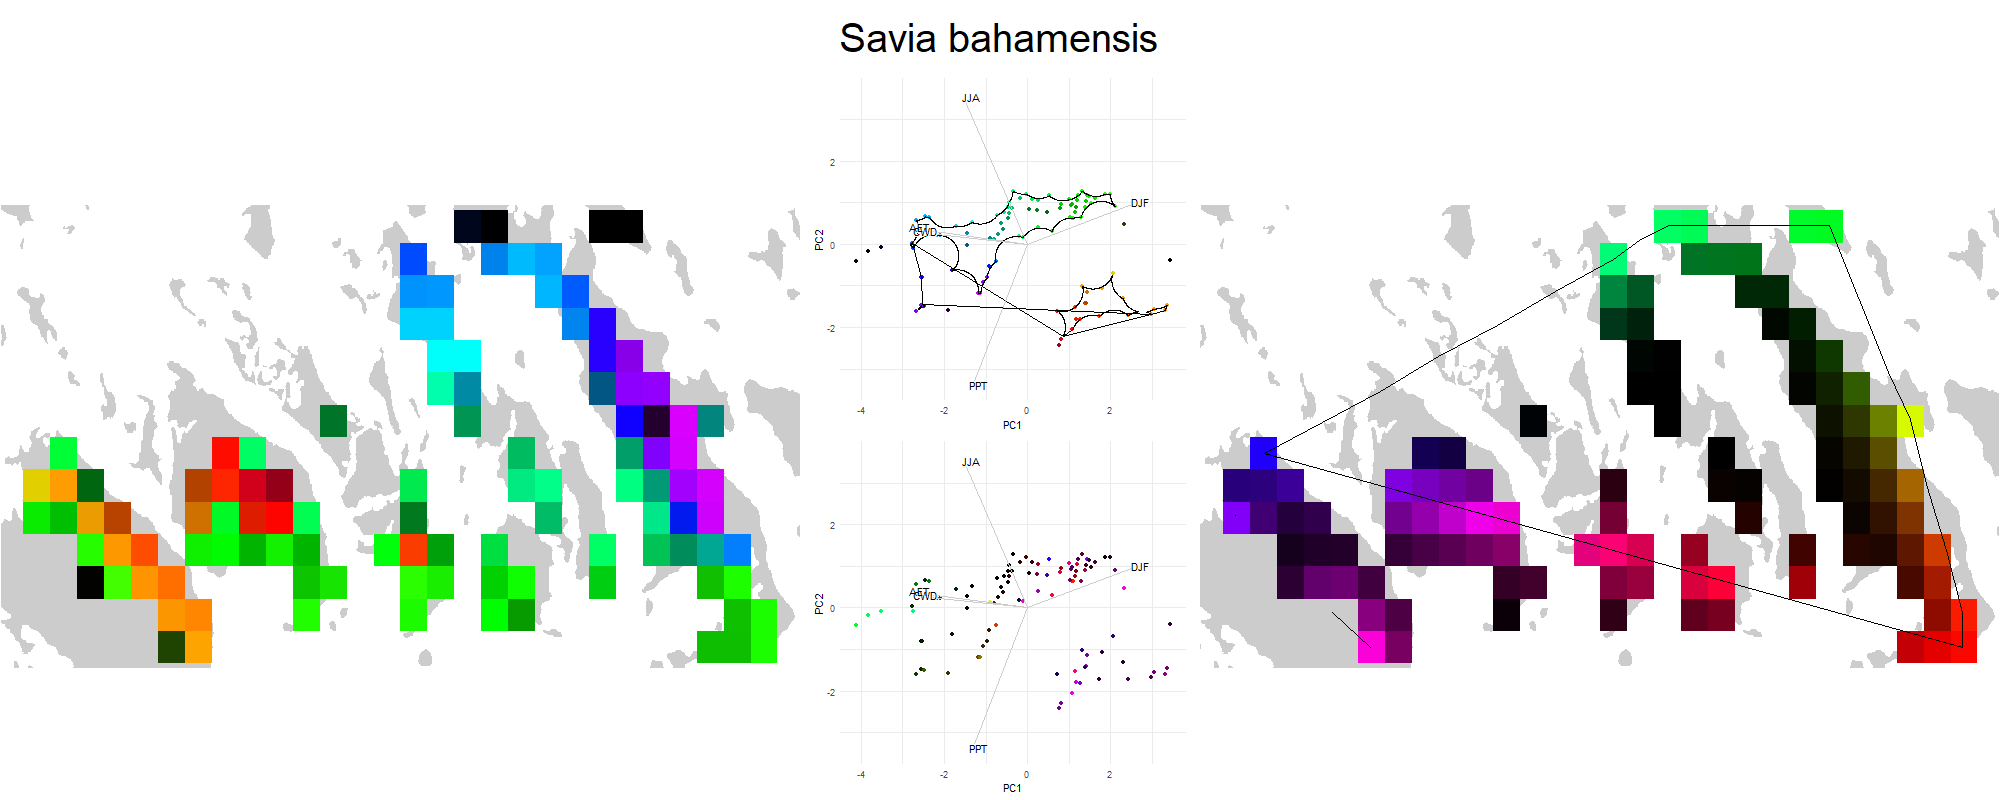 Savia bahamensis
JJA
2
DJF
AET
CWD
PC2
0
-2
PPT
-4
-2
0
2
PC1
JJA
2
DJF
AET
CWD
PC2
0
-2
PPT
-4
-2
0
2
PC1